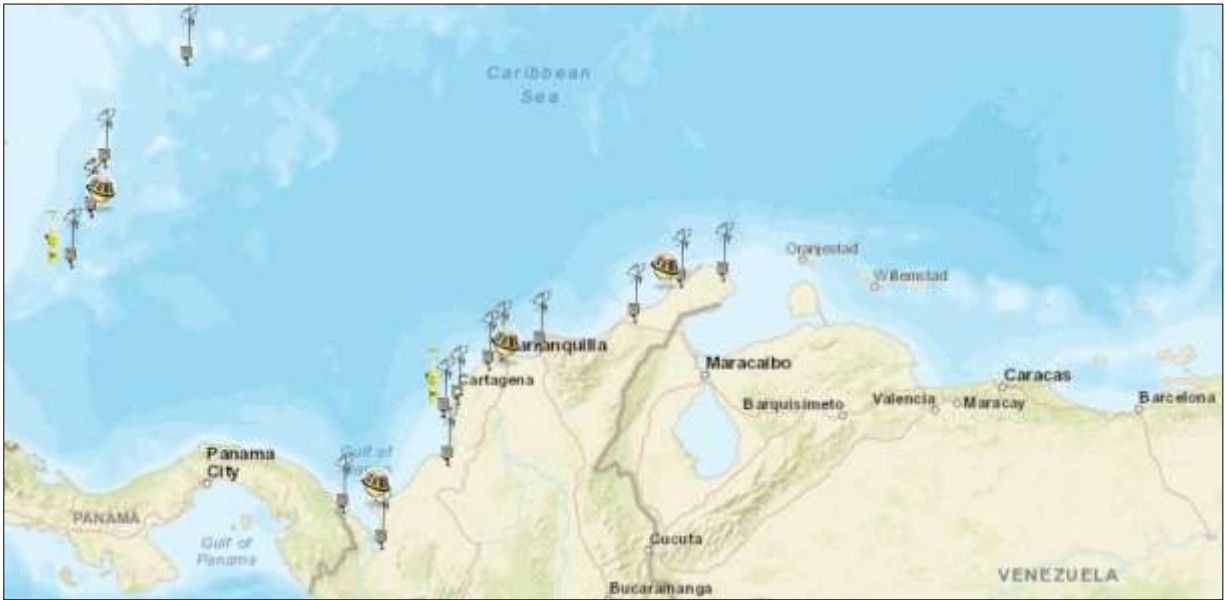 Caribbean
Sea
Oranjestad
Willemstad
Barranquilla
Maracaibo
Cartagena
Caracas
Barquisimeto
Valencia
Maracay
Barcelona
Panama
City
Gulf of
PANAMÁ
Gulf of
Panama
Cucuta
VENEZUELA
Bucaramanga